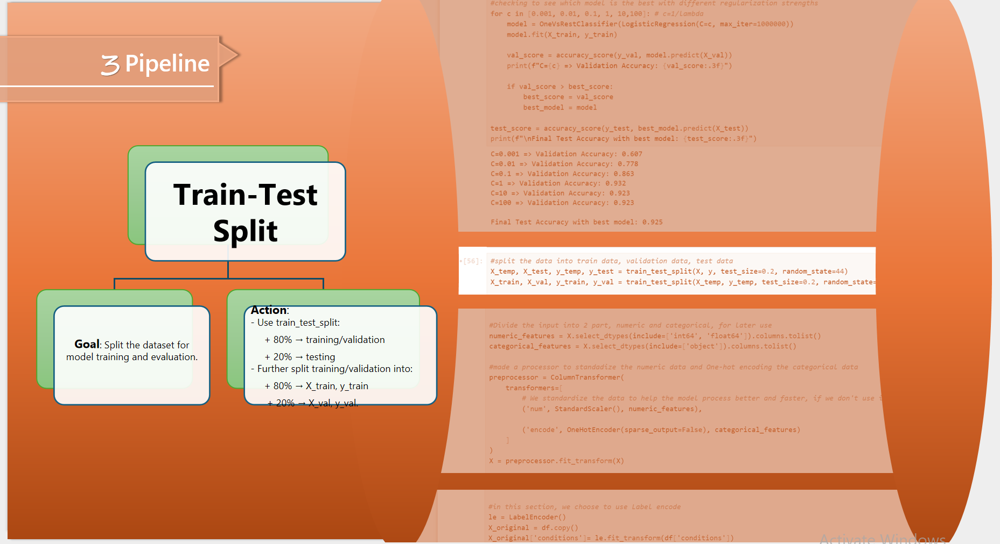 3 Pipeline
Train-Test
Split
Goal: Split the dataset for
model training and evaluation.
Action:
- Use train_test_split:
+ 80% → training/validation
+ 20% → testing
- Further split training/validation into:
+ 80% → X_train, y_train
+ 20% → X_val, y_val.
#checking to see which model is the best with different regularization strengths
for c in [0.001, 0.01, 0.1, 1, 10,100]: # c=1/lambda
model = OneVsRestClassifier(LogisticRegression(C=c, max_iter=1000000))
model.fit(X_train, y_train)
val_score = accuracy_score(y_val, model.predict(X_val))
print(f"C={c} => Validation Accuracy: {val_score:.3f}")
if val_score > best_score:
best_score = val_score
best_model = model
test_score = accuracy_score(y_test, best_model.predict(X_test))
print(f"\nFinal Test Accuracy with best model: {test_score:.3f}")
C=0.001 => Validation Accuracy: 0.607
C=0.01 => Validation Accuracy: 0.778
C=0.1 => Validation Accuracy: 0.863
C=1 => Validation Accuracy: 0.932
C=10 => Validation Accuracy: 0.923
C=100 => Validation Accuracy: 0.923
Final Test Accuracy with best model: 0.925
•[56]:
#split the data into train data, validation data, test data
X_temp, X_test, y_temp, y_test = train_test_split(X, y, test_size=0.2, random_state=44)
X_train, X_val, y_train, y_val = train_test_split(X_temp, y_temp, test_size=0.2, random_state=
#Divide the input into 2 part, numeric and categorical, for later use
numeric_features = X.select_dtypes(include=['int64', 'float64']).columns.tolist()
categorical_features = X.select_dtypes(include=['object']).columns.tolist()
#made a processor to standadize the numeric data and One-hot encoding the categorical data
preprocessor = ColumnTransformer(
transformers=[
# We standardize the data to help the model process better and faster, if we don't use
('num', StandardScaler(), numeric_features),
('encode', OneHotEncoder(sparse_output=False), categorical_features)
]
)
X = preprocessor.fit_transform(X)
#in this section, we choose to use Label encode
le = LabelEncoder()
X_original = df.copy()
X_original['conditions']= le.fit_transform(df['conditions'])
Activate Windows